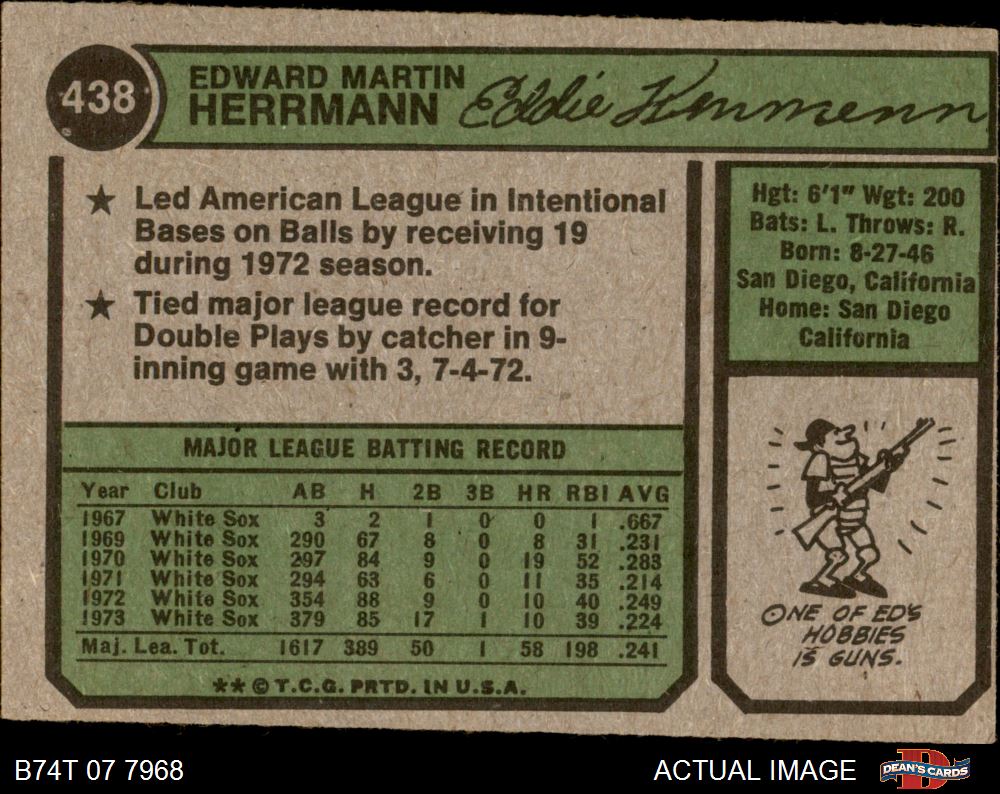 438
EDWARD MARTIN
HERRMANN
Eddie Herrmann
★ Led American League in Intentional
Bases on Balls by receiving 19
during 1972 season.
★ Tied major league record for
Double Plays by catcher in 9-
inning game with 3, 7-4-72.
Hgt: 6'1" Wgt: 200
Bats: L. Throws: R.
Born: 8-27-46
San Diego, California
Home: San Diego
California
MAJOR LEAGUE BATTING RECORD
Year Club AB H 2B 3B HR RBI AVG
1967 White Sox 3 2 1 0 0 1 .667
1969 White Sox 290 67 8 0 8 31 .231
1970 White Sox 297 84 9 0 19 52 .283
1971 White Sox 294 63 6 0 11 35 .214
1972 White Sox 354 88 9 0 10 40 .249
1973 White Sox 379 85 17 1 10 39 .224
Maj. Lea. Tot. 1617 389 50 1 58 198 .241
** © T.C.G. PRTD. IN U.S.A.
ONE OF ED'S
HOBBIES
IS GUNS.
B74T 07 7968
ACTUAL IMAGE
DEAN'S CARDS